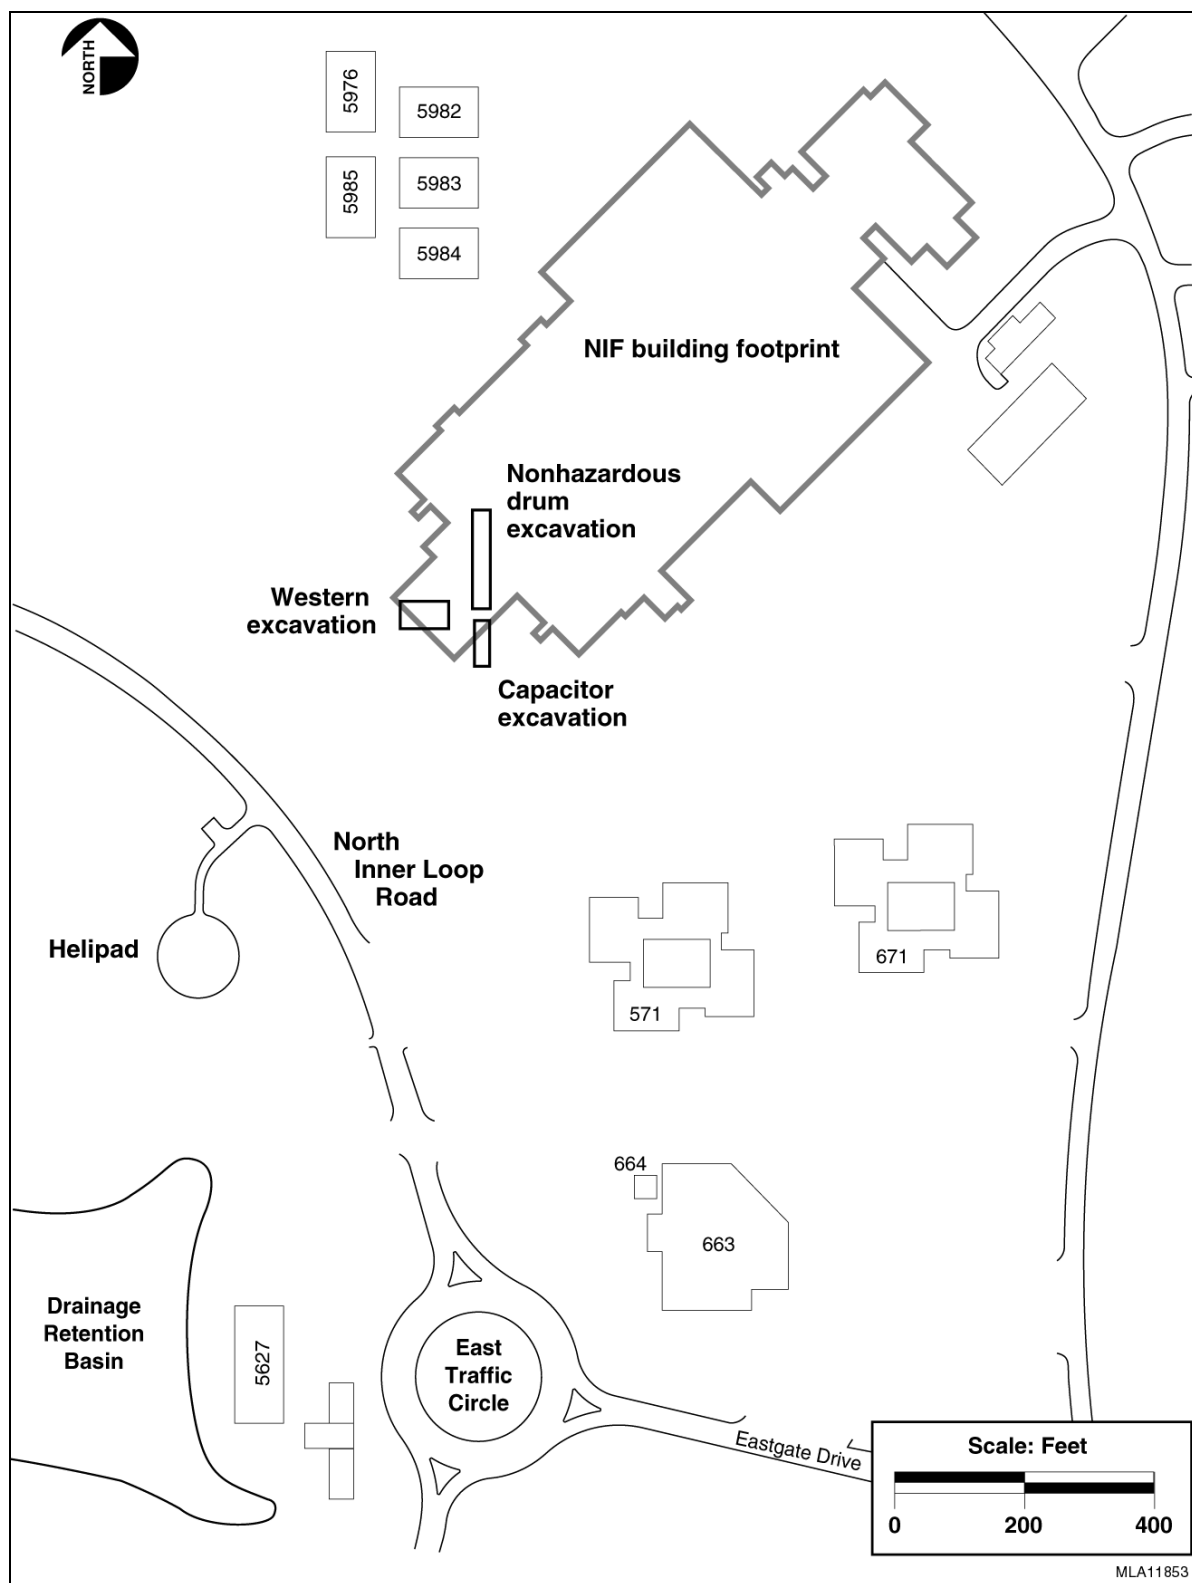 NORTH
5976
5982
5985
5983
5984
NIF building footprint
Nonhazardous
drum
excavation
Western
excavation
Capacitor
excavation
North
Inner Loop
Road
Helipad
671
571
664
663
Drainage
Retention
Basin
5627
East
Traffic
Circle
Eastgate Drive
Scale: Feet
0 200 400
MLA11853